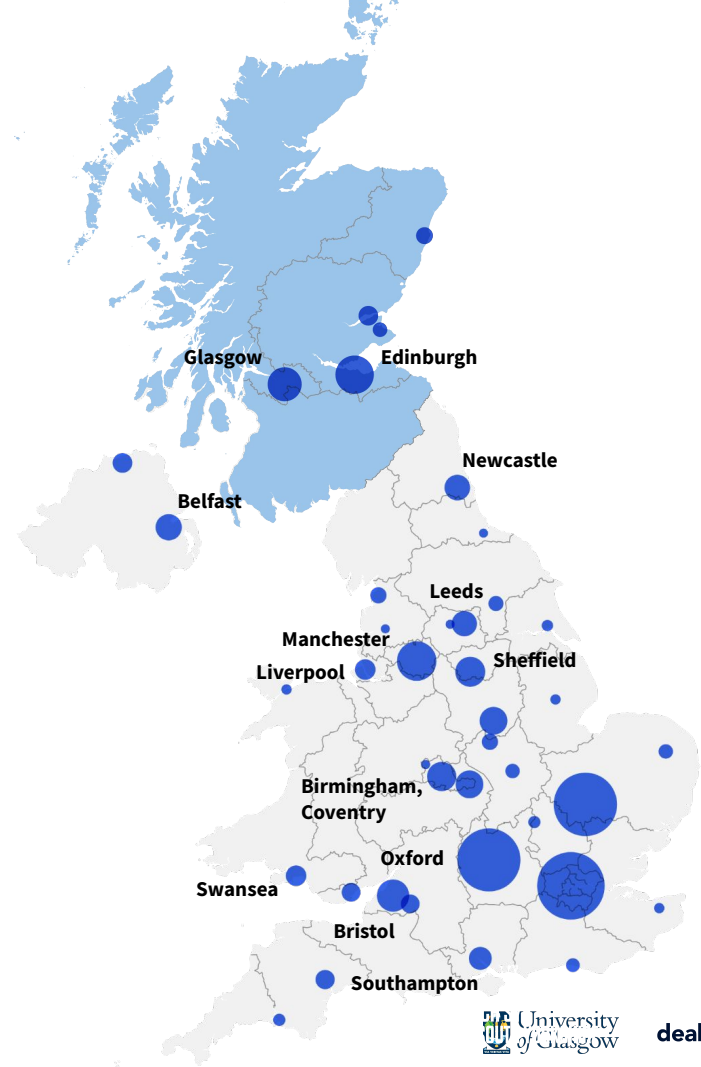 Glasgow
Edinburgh
Newcastle
Belfast
Leeds
Manchester
Sheffield
Liverpool
Birmingham,
Coventry
Oxford
Swansea
Bristol
Southampton
University
of Glasgow
deal